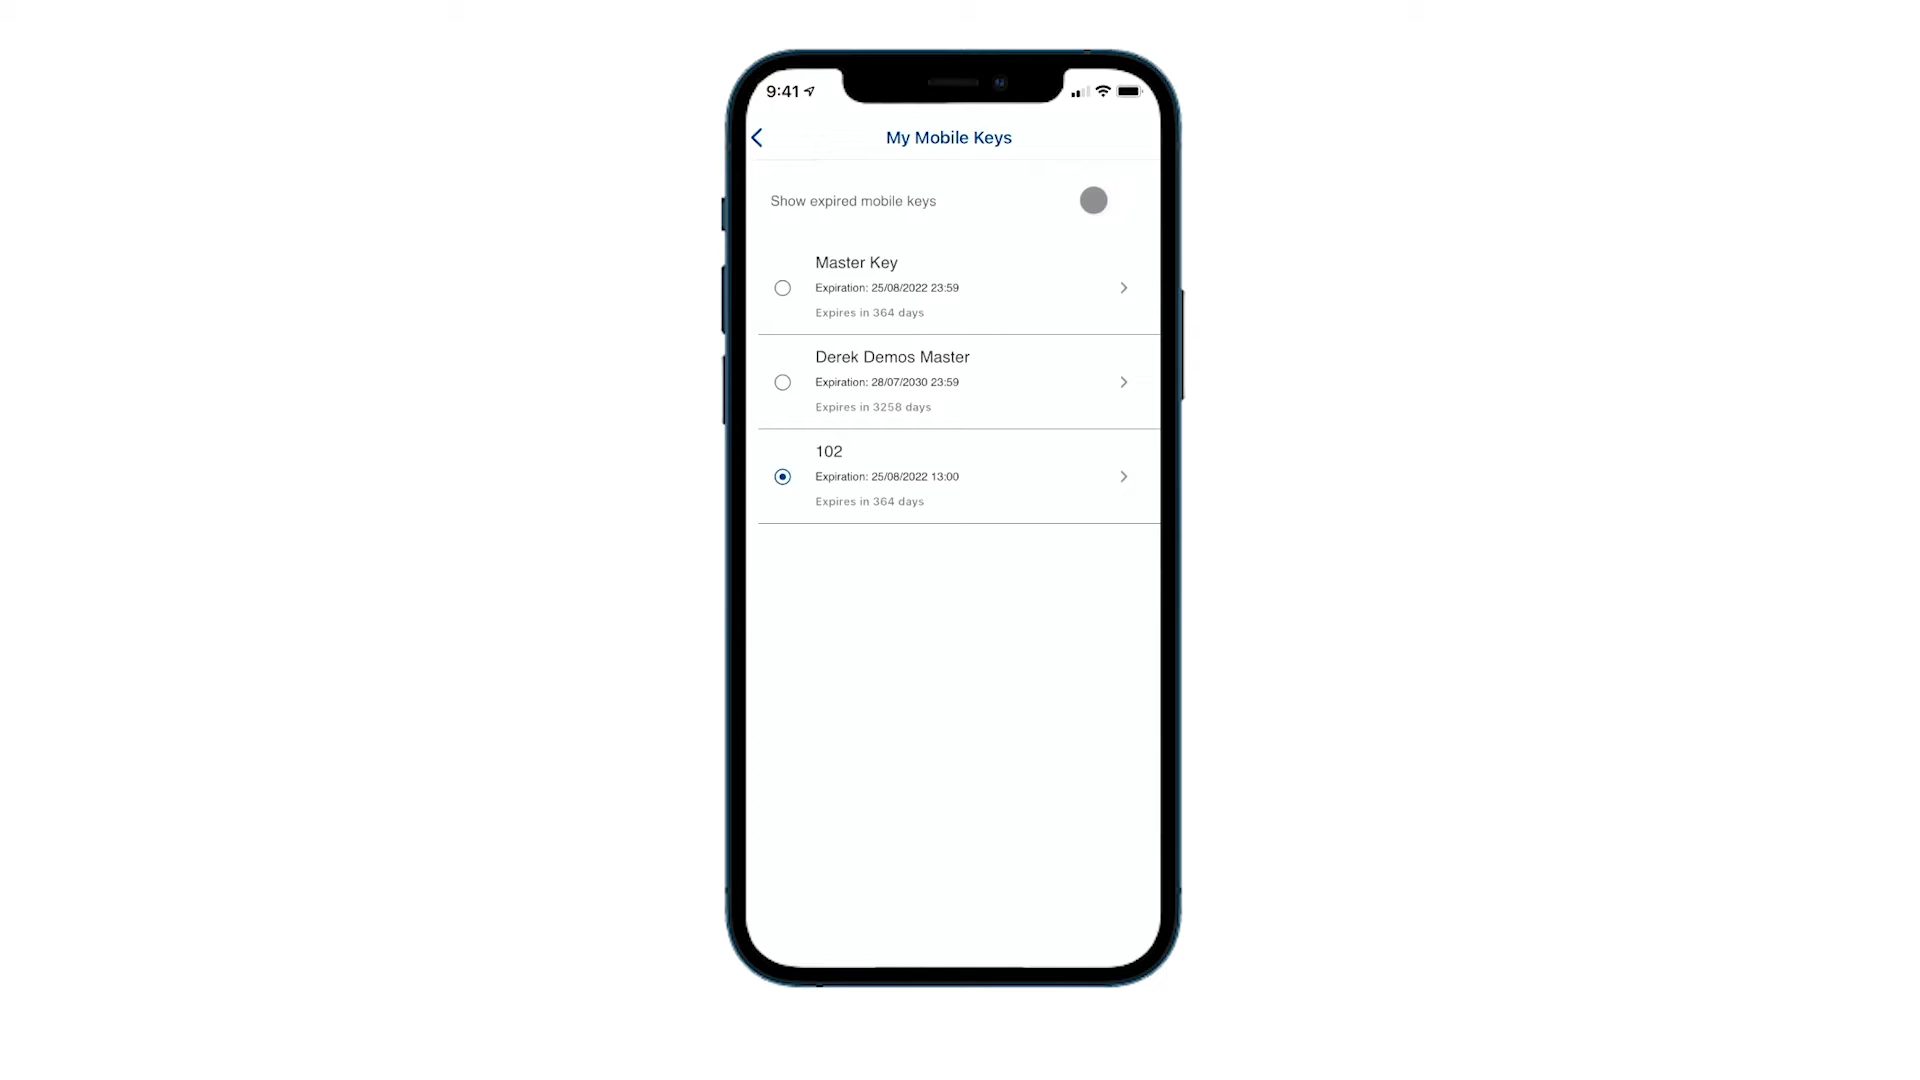 9:41
My Mobile Keys
Show expired mobile keys
Master Key
Expiration: 25/08/2022 23:59
Expires in 364 days
Derek Demos Master
Expiration: 28/07/2030 23:59
Expires in 3258 days
102
Expiration: 25/08/2022 13:00
Expires in 364 days